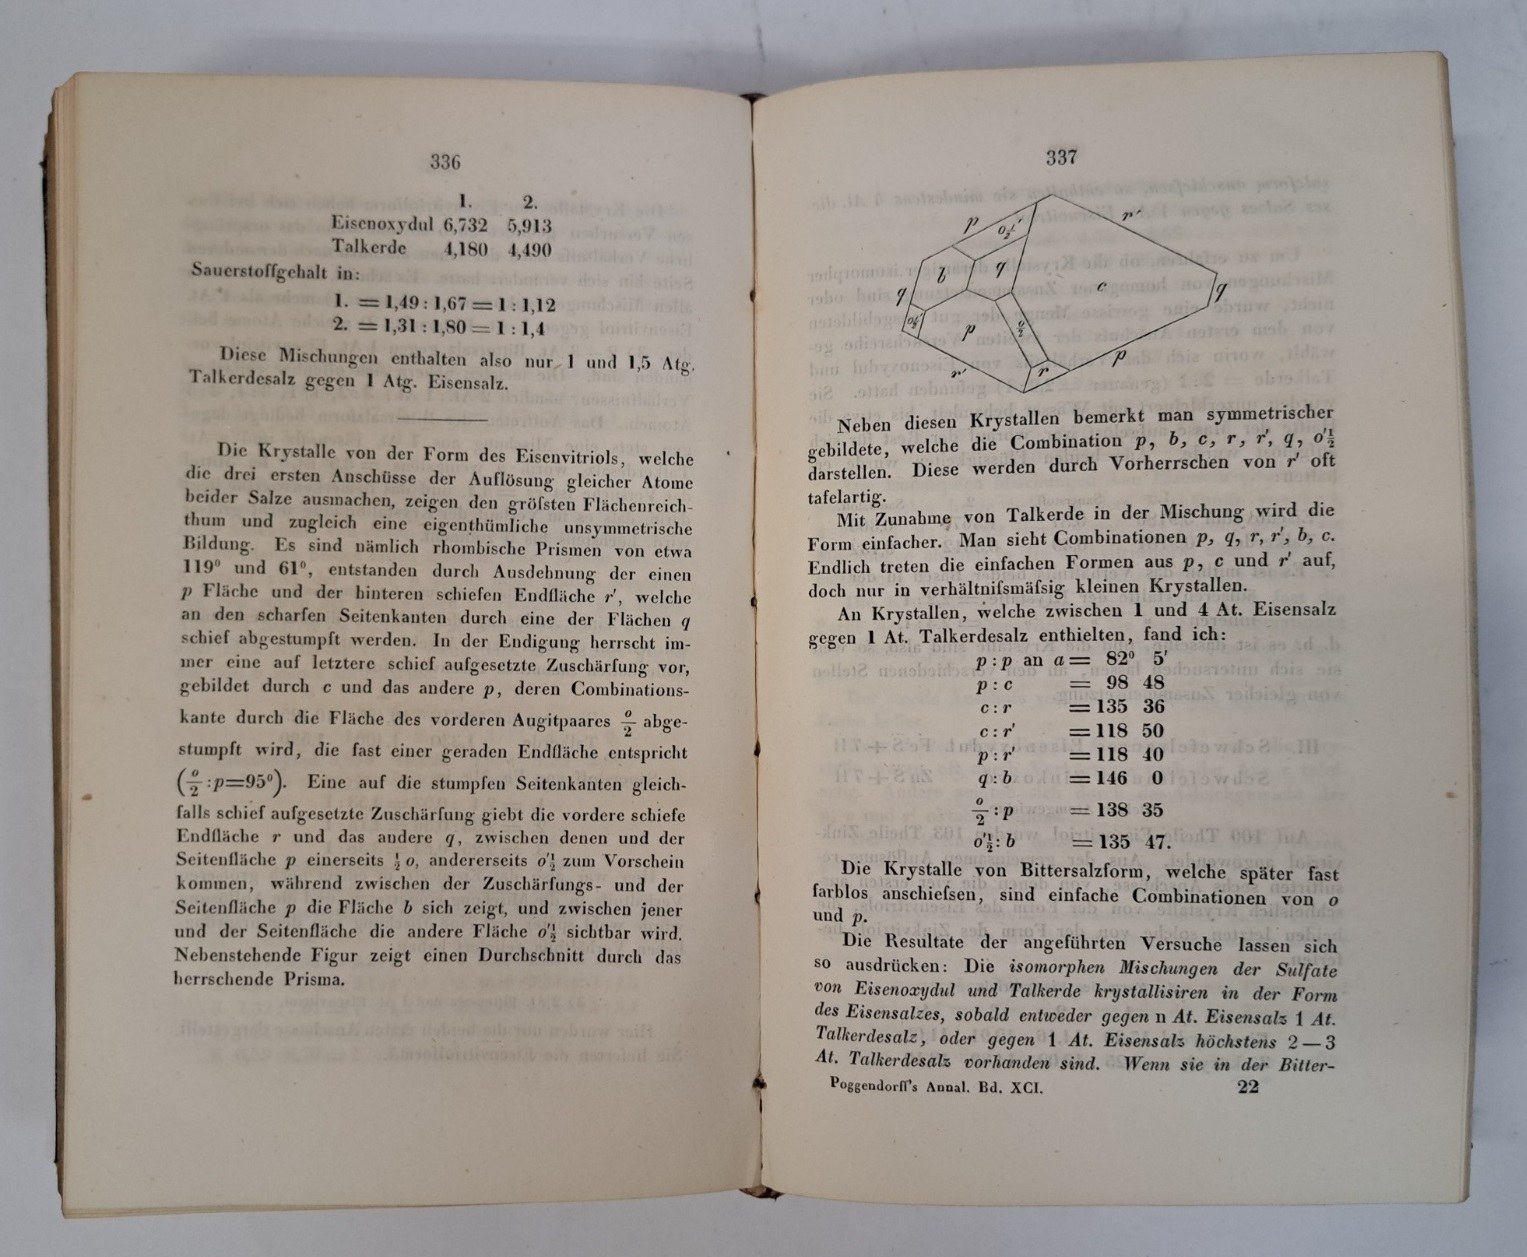 336
1. 2.
Eisenoxydul 6,732 5,913
Talkerde 4,180 4,490
Sauerstoffgehalt in:
1. = 1,49 : 1,67 = 1 : 1,12
2. = 1,31 : 1,80 = 1 : 1,4
Diese Mischungen enthalten also nur 1 und 1,5 Atg.
Talkerdesalz gegen 1 Atg. Eisensalz.
Die Krystalle von der Form des Eisenvitriols, welche
die drei ersten Anschüsse der Auflösung gleicher Atome
beider Salze ausmachen, zeigen den gröfsten Flächenreich-
thum und zugleich eine eigenthümliche unsymmetrische
Bildung. Es sind nämlich rhombische Prismen von etwa
119° und 61°, entstanden durch Ausdehnung der einen
p Fläche und der hinteren schiefen Endfläche r', welche
an den scharfen Seitenkanten durch eine der Flächen q
schief abgestumpft werden. In der Endigung herrscht im-
mer eine auf letztere schief aufgesetzte Zuschärfung vor,
gebildet durch c und das andere p, deren Combinations-
kante durch die Fläche des vorderen Augitpaares o/2 abge-
stumpft wird, die fast einer geraden Endfläche entspricht
(o/2 : p=95°). Eine auf die stumpfen Seitenkanten gleich-
falls schief aufgesetzte Zuschärfung giebt die vordere schiefe
Endfläche r und das andere q, zwischen denen und der
Seitenfläche p einerseits ½ o, andererseits o'½ zum Vorschein
kommen, während zwischen der Zuschärfungs- und der
Seitenfläche p die Fläche b sich zeigt, und zwischen jener
und der Seitenfläche die andere Fläche o'½ sichtbar wird.
Nebenstehende Figur zeigt einen Durchschnitt durch das
herrschende Prisma.
337
p r'
b q c q
q p o/2 p
r' r
Neben diesen Krystallen bemerkt man symmetrischer
gebildete, welche die Combination p, b, c, r, r', q, o'½
darstellen. Diese werden durch Vorherrschen von r' oft
tafelartig.
Mit Zunahme von Talkerde in der Mischung wird die
Form einfacher. Man sieht Combinationen p, q, r, r', b, c.
Endlich treten die einfachen Formen aus p, c und r' auf,
doch nur in verhältnifsmäfsig kleinen Krystallen.
An Krystallen, welche zwischen 1 und 4 At. Eisensalz
gegen 1 At. Talkerdesalz enthielten, fand ich:
p : p an a = 82° 5'
p : c = 98 48
c : r = 135 36
c : r' = 118 50
p : r' = 118 40
q : b = 146 0
o/2 : p = 138 35
o'½ : b = 135 47.
Die Krystalle von Bittersalzform, welche später fast
farblos anschiefsen, sind einfache Combinationen von o
und p.
Die Resultate der angeführten Versuche lassen sich
so ausdrücken: Die isomorphen Mischungen der Sulfate
von Eisenoxydul und Talkerde krystallisiren in der Form
des Eisensalzes, sobald entweder gegen n At. Eisensalz 1 At.
Talkerdesalz, oder gegen 1 At. Eisensalz höchstens 2 — 3
At. Talkerdesalz vorhanden sind. Wenn sie in der Bitter-
Poggendorff's Annal. Bd. XCI. 22